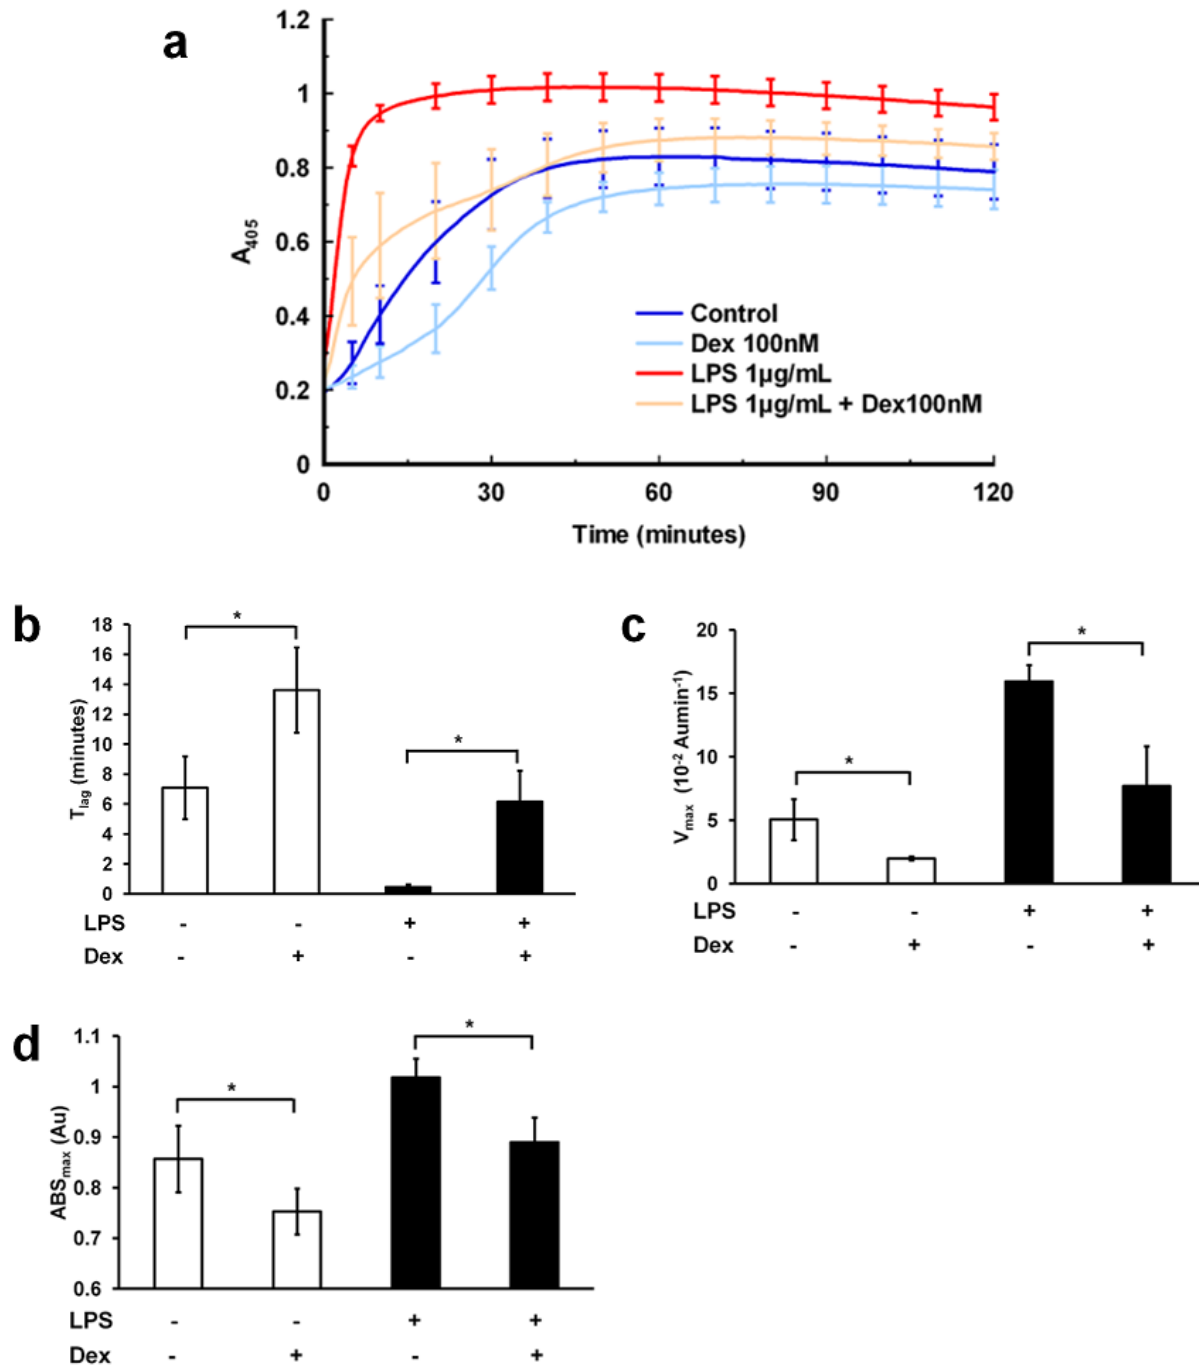 a
1.2
1
0.8
0.6
0.4
0.2
0
A405
0 30 60 90 120
Time (minutes)
Control
Dex 100nM
LPS 1µg/mL
LPS 1µg/mL + Dex100nM
b
18
16
14
12
10
8
6
4
2
0
Tlag (minutes)
* *
LPS - - + +
Dex - + - +
c
20
15
10
5
0
Vmax (10-2 Aumin-1)
* *
LPS - - + +
Dex - + - +
d
1.1
1
0.9
0.8
0.7
0.6
ABSmax (Au)
* *
LPS - - + +
Dex - + - +